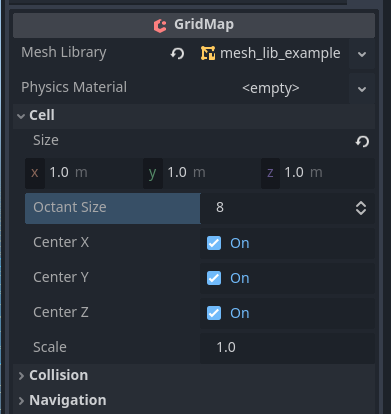 GridMap
Mesh Library mesh_lib_example
Physics Material <empty>
Cell
Size
x 1.0 m y 1.0 m z 1.0 m
Octant Size 8
Center X On
Center Y On
Center Z On
Scale 1.0
Collision
Navigation